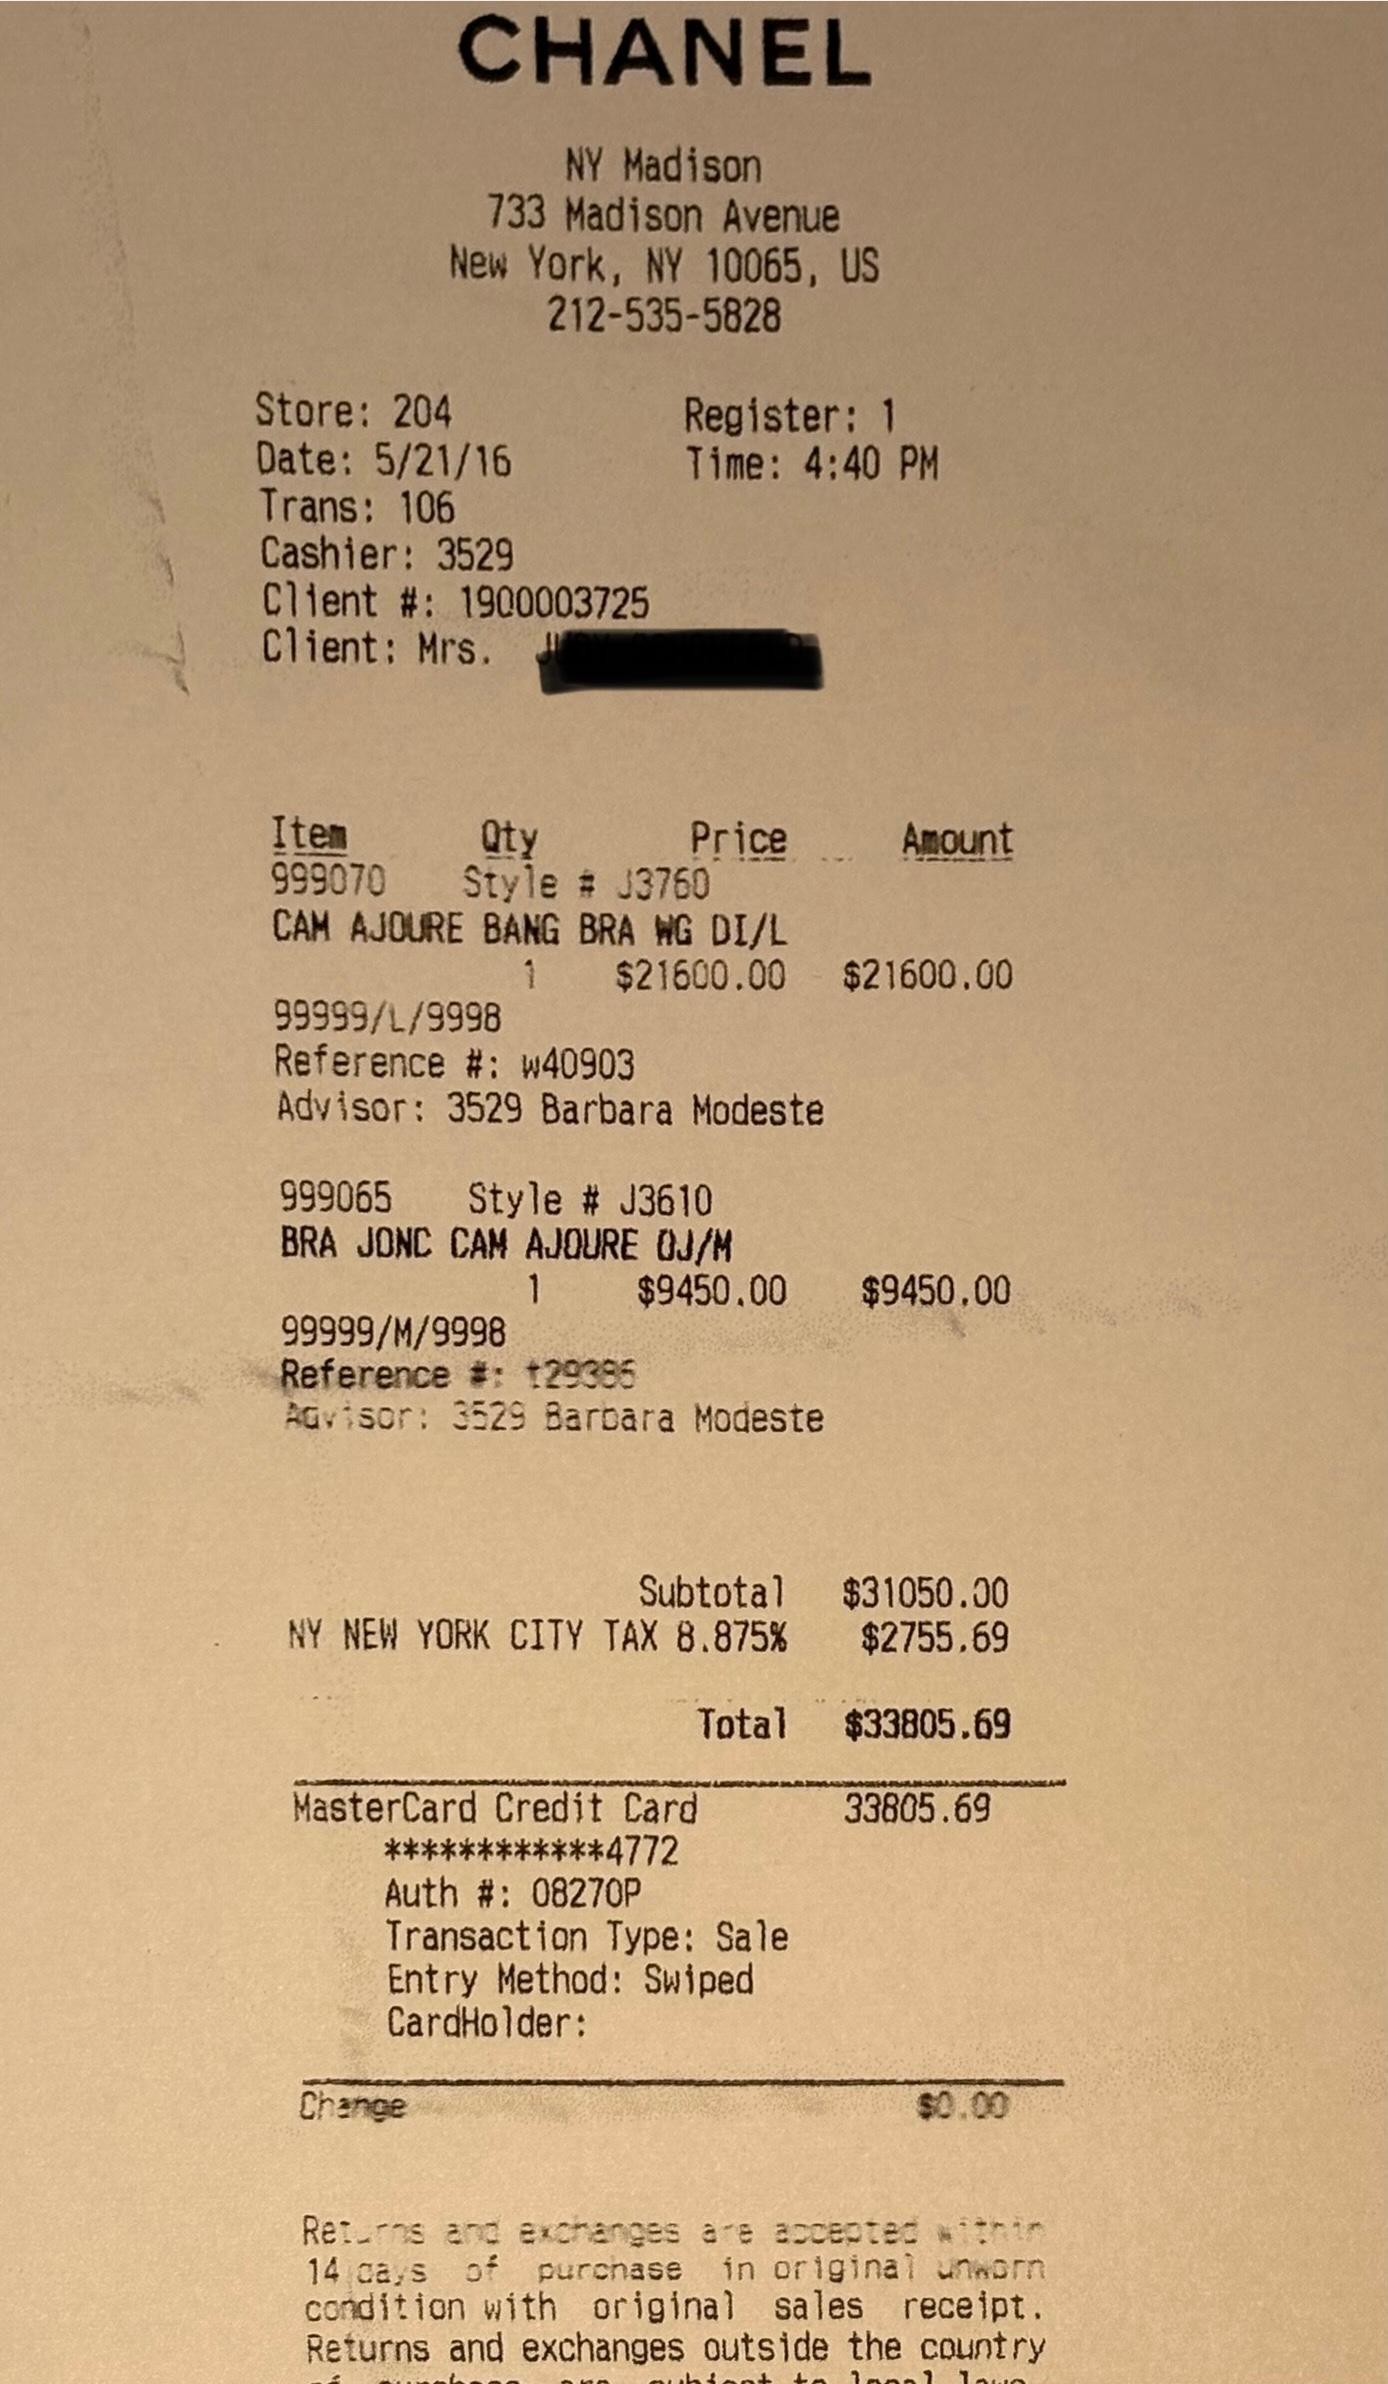 CHANEL
NY Madison
733 Madison Avenue
New York, NY 10065, US
212-535-5828
Store: 204 Register: 1
Date: 5/21/16 Time: 4:40 PM
Trans: 106
Cashier: 3529
Client #: 1900003725
Client: Mrs.
Item Qty Price Amount
999070 Style # J3760
CAM AJOURE BANG BRA WG DI/L
1 $21600.00 $21600.00
99999/L/9998
Reference #: w40903
Advisor: 3529 Barbara Modeste
999065 Style # J3610
BRA JONC CAM AJOURE OJ/M
1 $9450.00 $9450.00
99999/M/9998
Reference #:
Advisor: 3529 Barbara Modeste
Subtotal $31050.00
NY NEW YORK CITY TAX 8.875% $2755.69
Total $33805.69
MasterCard Credit Card 33805.69
************4772
Auth #: 08270P
Transaction Type: Sale
Entry Method: Swiped
CardHolder:
Change $0.00
Returns and exchanges are accepted within
14 days of purchase in original unworn
condition with original sales receipt.
Returns and exchanges outside the country
of purchase are subject to local laws